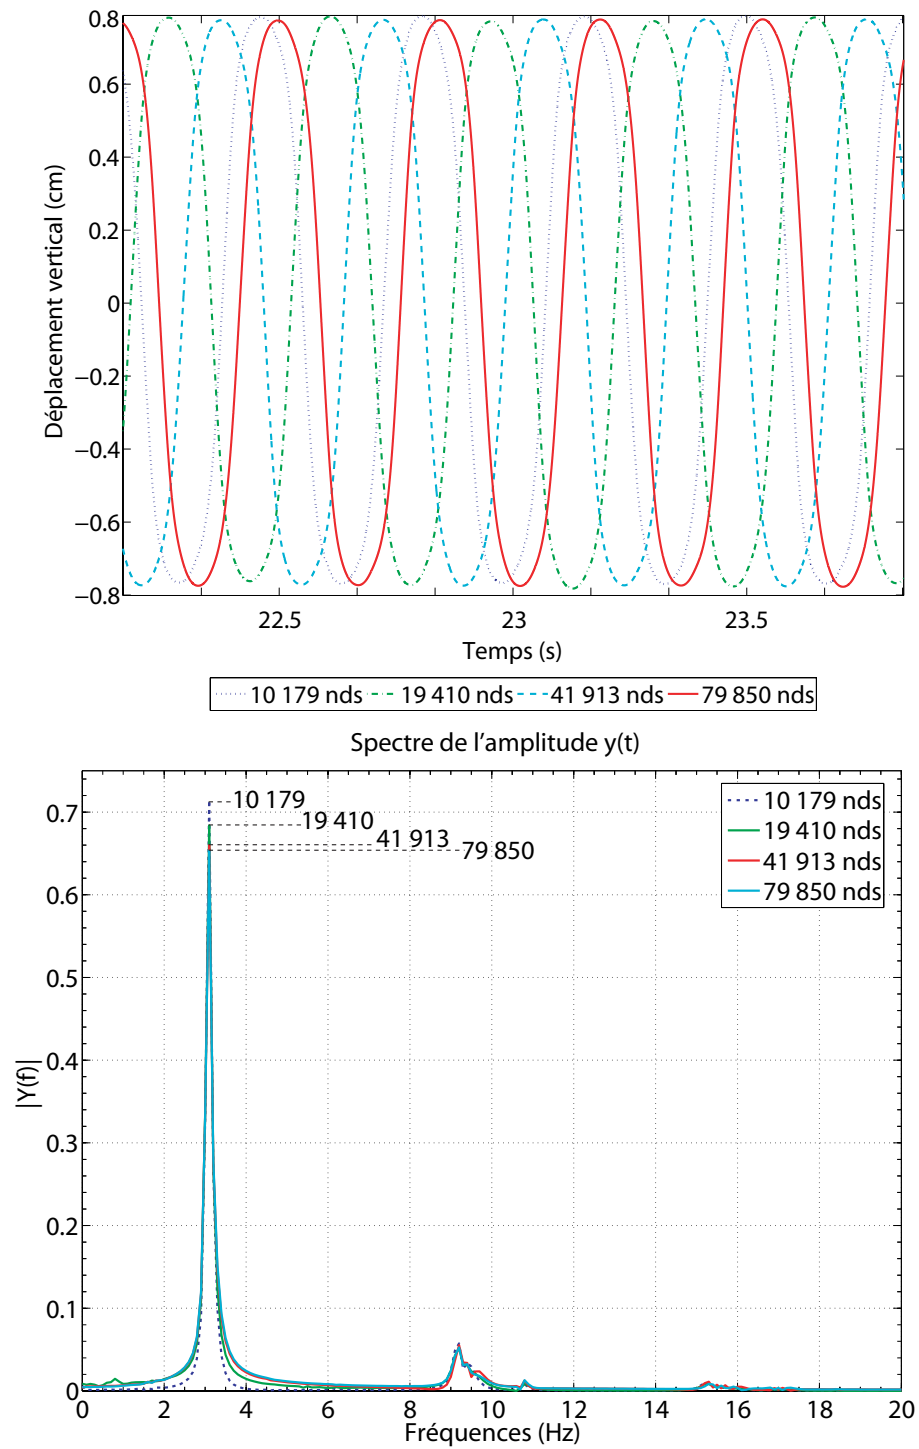 0.8
0.6
0.4
0.2
0
−0.2
−0.4
−0.6
−0.8
Déplacement vertical (cm)
22.5 23 23.5
Temps (s)
10 179 nds 19 410 nds 41 913 nds 79 850 nds
Spectre de l'amplitude y(t)
0.7
0.6
0.5
0.4
0.3
0.2
0.1
0
|Y(f)|
10 179
19 410
41 913
79 850
10 179 nds
19 410 nds
41 913 nds
79 850 nds
0 2 4 6 8 10 12 14 16 18 20
Fréquences (Hz)